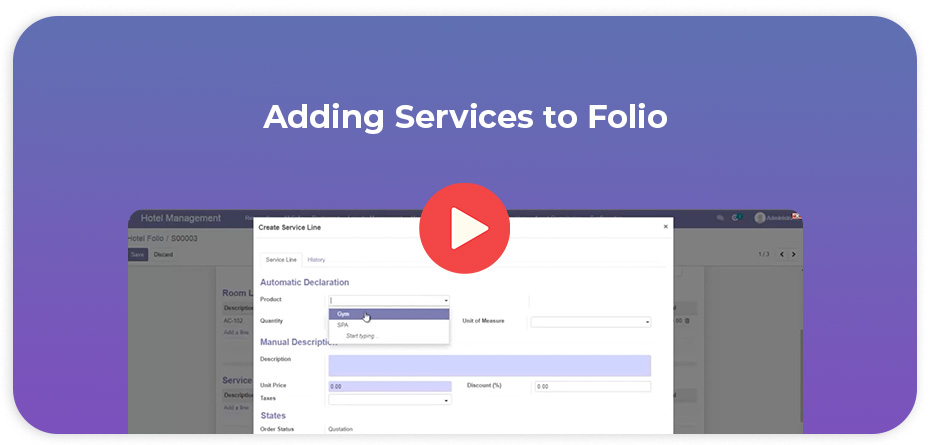 Adding Services to Folio
Hotel Management
Hotel Folio / S00003
Save Discard
1 / 3
Create Service Line
×
Service Line History
Automatic Declaration
Product
Gym
SPA
Start typing...
Quantity
Unit of Measure
Manual Description
Description
Unit Price 0.00
Discount (%) 0.00
Taxes
States
Order Status Quotation
Room L
Description
AC-102
Add a line
Service
Description
Add a line